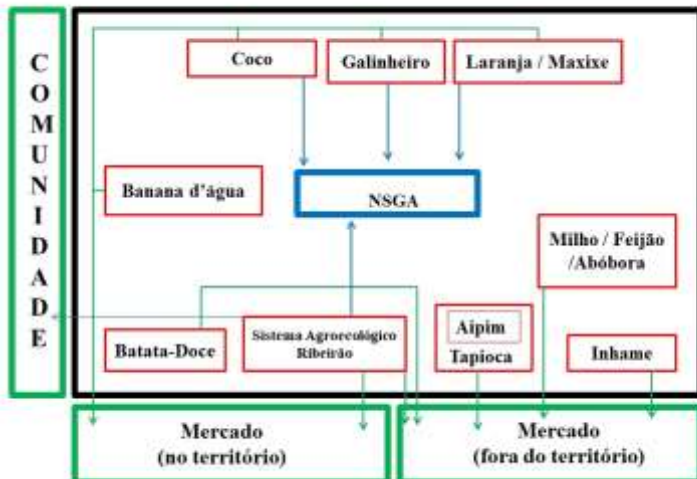 COMUNIDADE
Coco
Galinheiro
Laranja / Maxixe
Banana d'água
NSGA
Milho / Feijão
/Abóbora
Batata-Doce
Sistema Agroecológico
Ribeirão
Aipim
Tapioca
Inhame
Mercado
(no território)
Mercado
(fora do território)